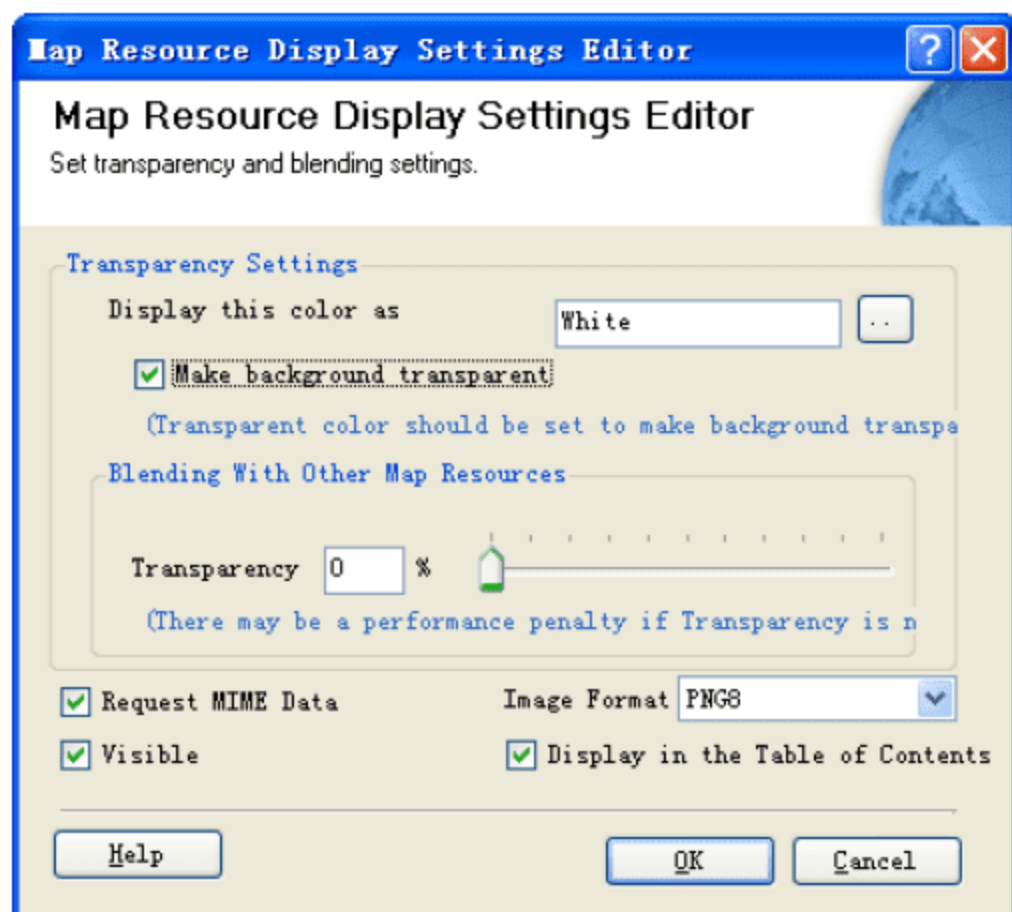 Map Resource Display Settings Editor
Map Resource Display Settings Editor
Set transparency and blending settings.
Transparency Settings
Display this color as White ..
Make background transparent
(Transparent color should be set to make background transpa
Blending With Other Map Resources
Transparency 0 %
(There may be a performance penalty if Transparency is n
Request MIME Data Image Format PNG8
Visible Display in the Table of Contents
Help OK Cancel